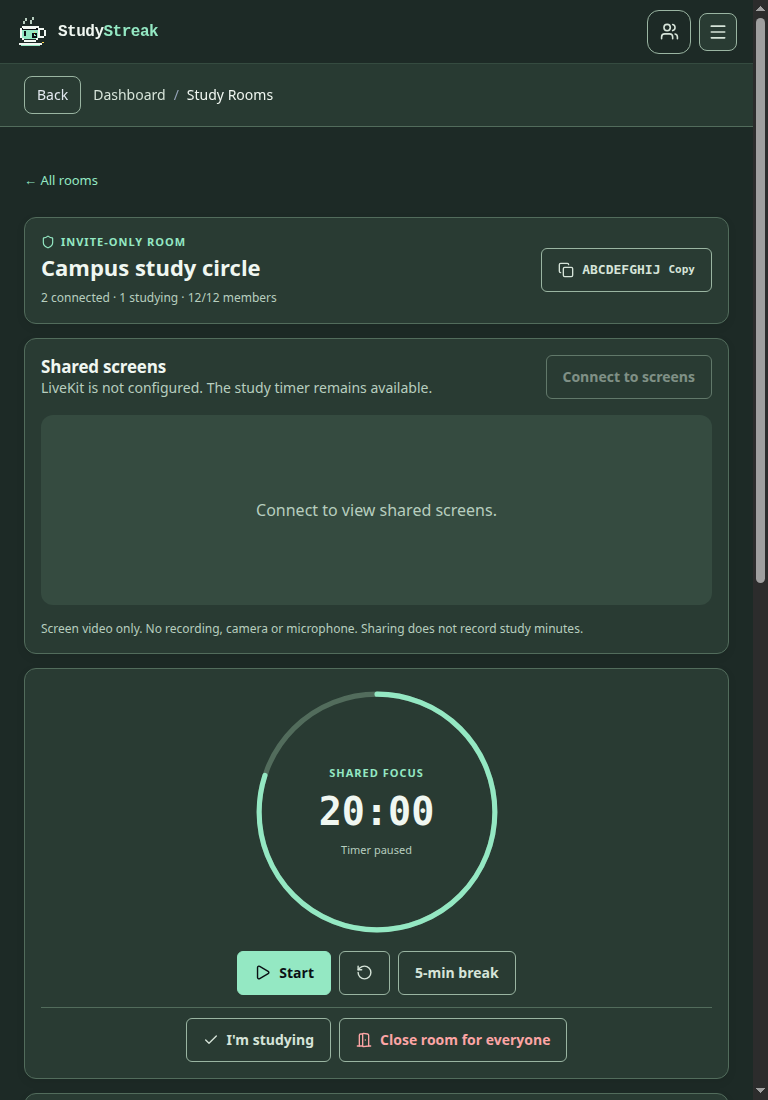 StudyStreak
Back Dashboard / Study Rooms
← All rooms
INVITE-ONLY ROOM
Campus study circle
2 connected · 1 studying · 12/12 members
ABCDEFGHIJ Copy
Shared screens
LiveKit is not configured. The study timer remains available.
Connect to screens
Connect to view shared screens.
Screen video only. No recording, camera or microphone. Sharing does not record study minutes.
SHARED FOCUS
20:00
Timer paused
Start
5-min break
I'm studying
Close room for everyone